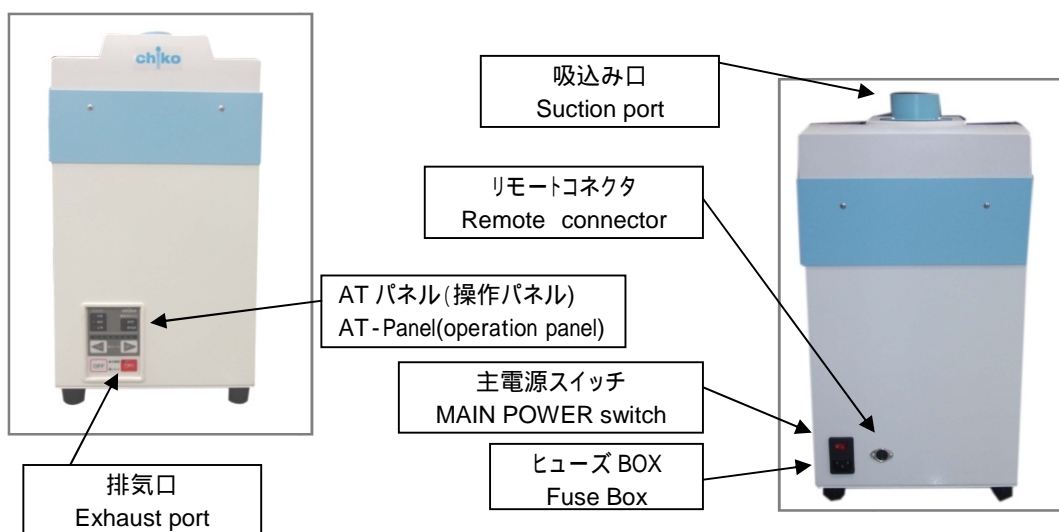 chiko
吸込み口
Suction port
リモートコネクタ
Remote connector
AT パネル(操作パネル)
AT-Panel(operation panel)
OFF
主電源スイッチ
MAIN POWER switch
ヒューズ BOX
Fuse Box
排気口
Exhaust port